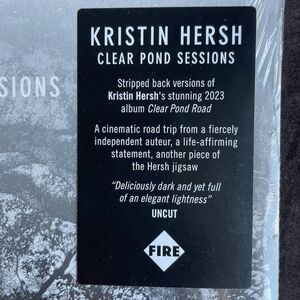 KRISTIN HERSH
CLEAR POND SESSIONS
Stripped back versions of
Kristin Hersh's stunning 2023
album Clear Pond Road
A cinematic road trip from a fiercely
independent auteur, a life-affirming
statement, another piece of
the Hersh jigsaw
"Deliciously dark and yet full
of an elegant lightness"
UNCUT
FIRE
SIONS